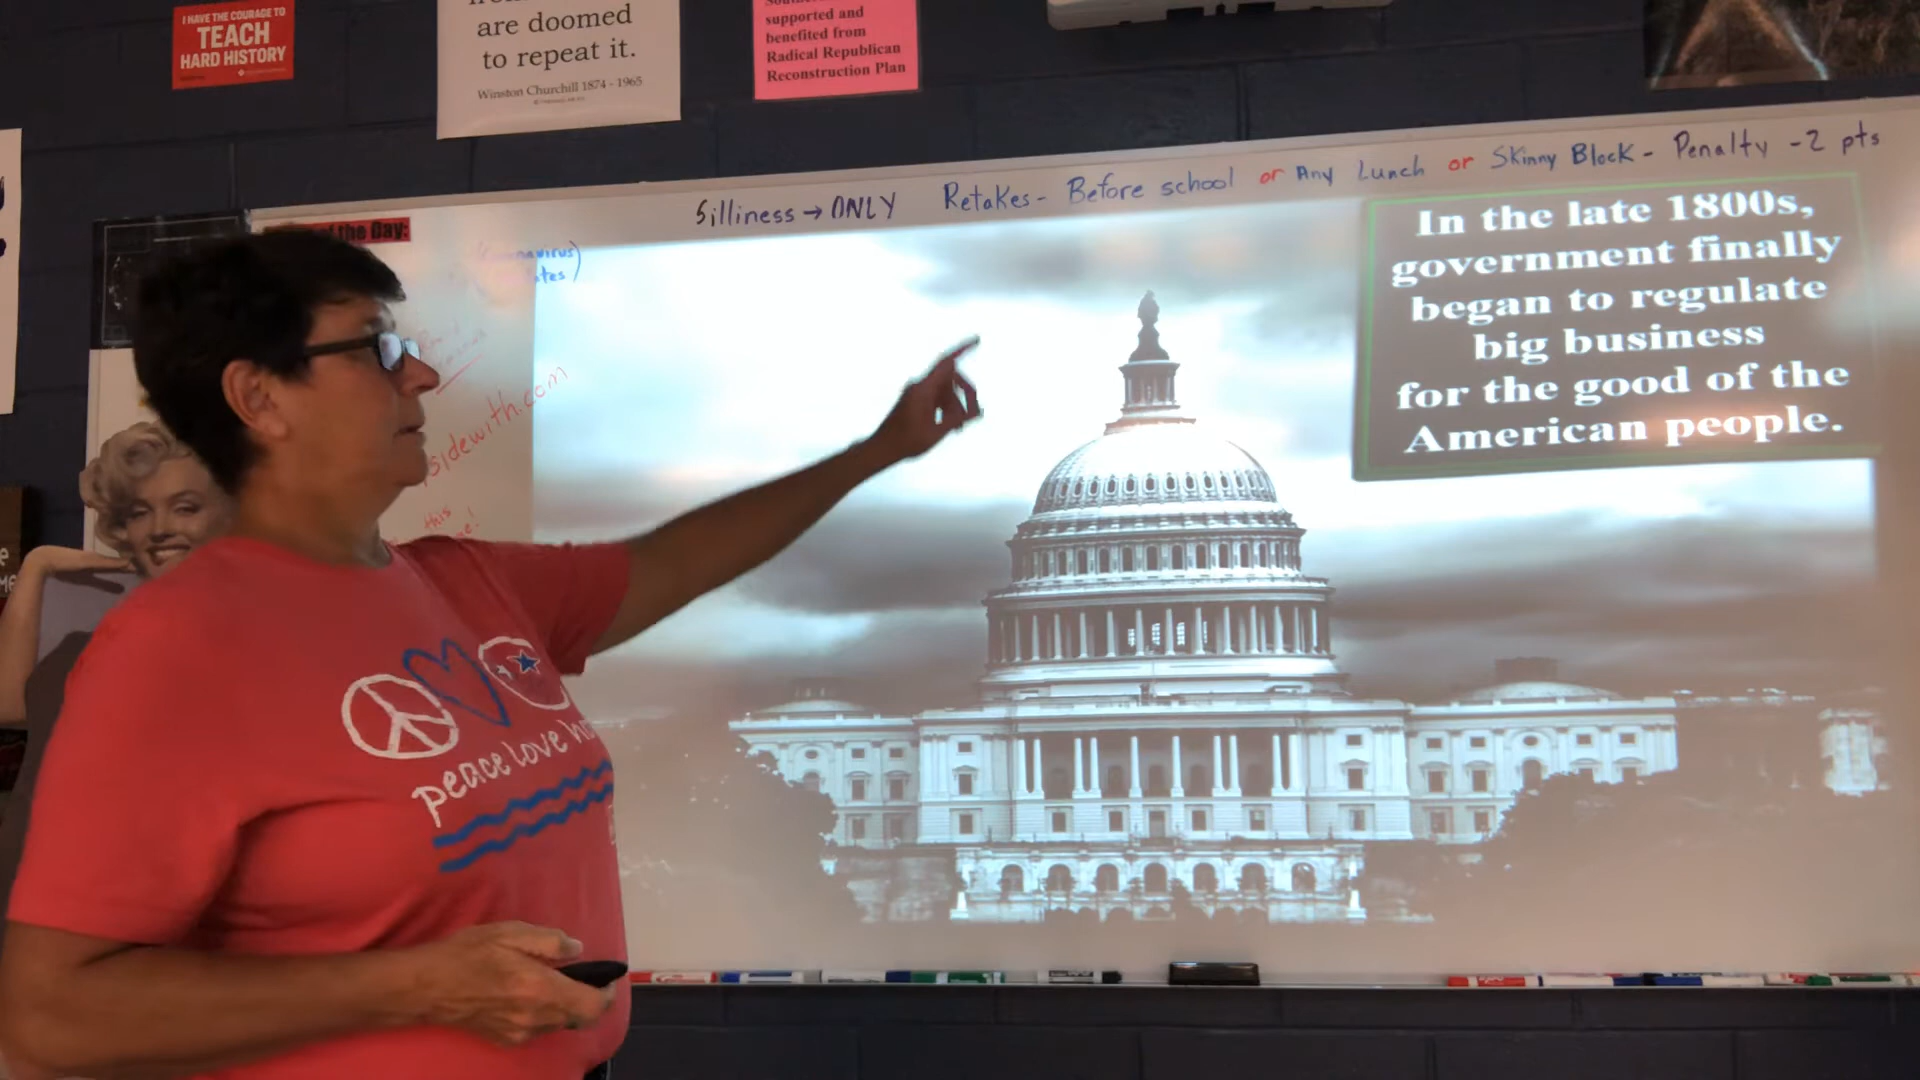 I HAVE THE COURAGE TO
TEACH
HARD HISTORY
are doomed
to repeat it.
Winston Churchill 1874 - 1965
supported and
benefited from
Radical Republican
Reconstruction Plan
Silliness → ONLY Retakes - Before school or Any Lunch or Skinny Block - Penalty -2 pts
of the Day:
sidewith.com
this
In the late 1800s,
government finally
began to regulate
big business
for the good of the
American people.
peace love